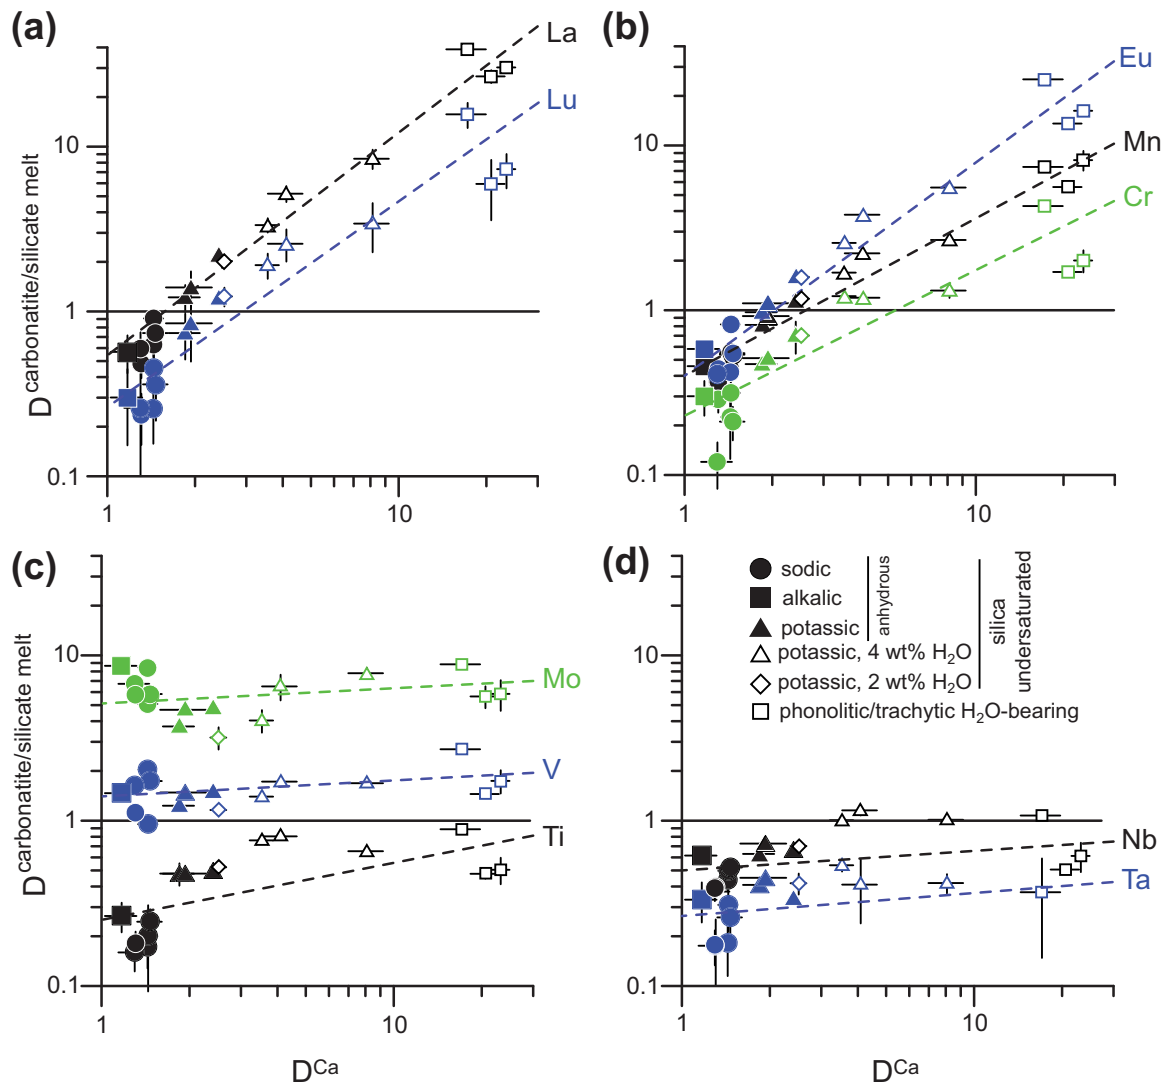 (a)
La
Lu
10
1
0.1
1
10
D carbonatite/silicate melt
(b)
Eu
Mn
Cr
10
1
0.1
1
10
(c)
Mo
V
Ti
10
1
0.1
1
10
D carbonatite/silicate melt
D Ca
(d)
sodic
alkalic
potassic
anhydrous
potassic, 4 wt% H2O
potassic, 2 wt% H2O
silica
undersaturated
phonolitic/trachytic H2O-bearing
Nb
Ta
10
1
0.1
1
10
D Ca